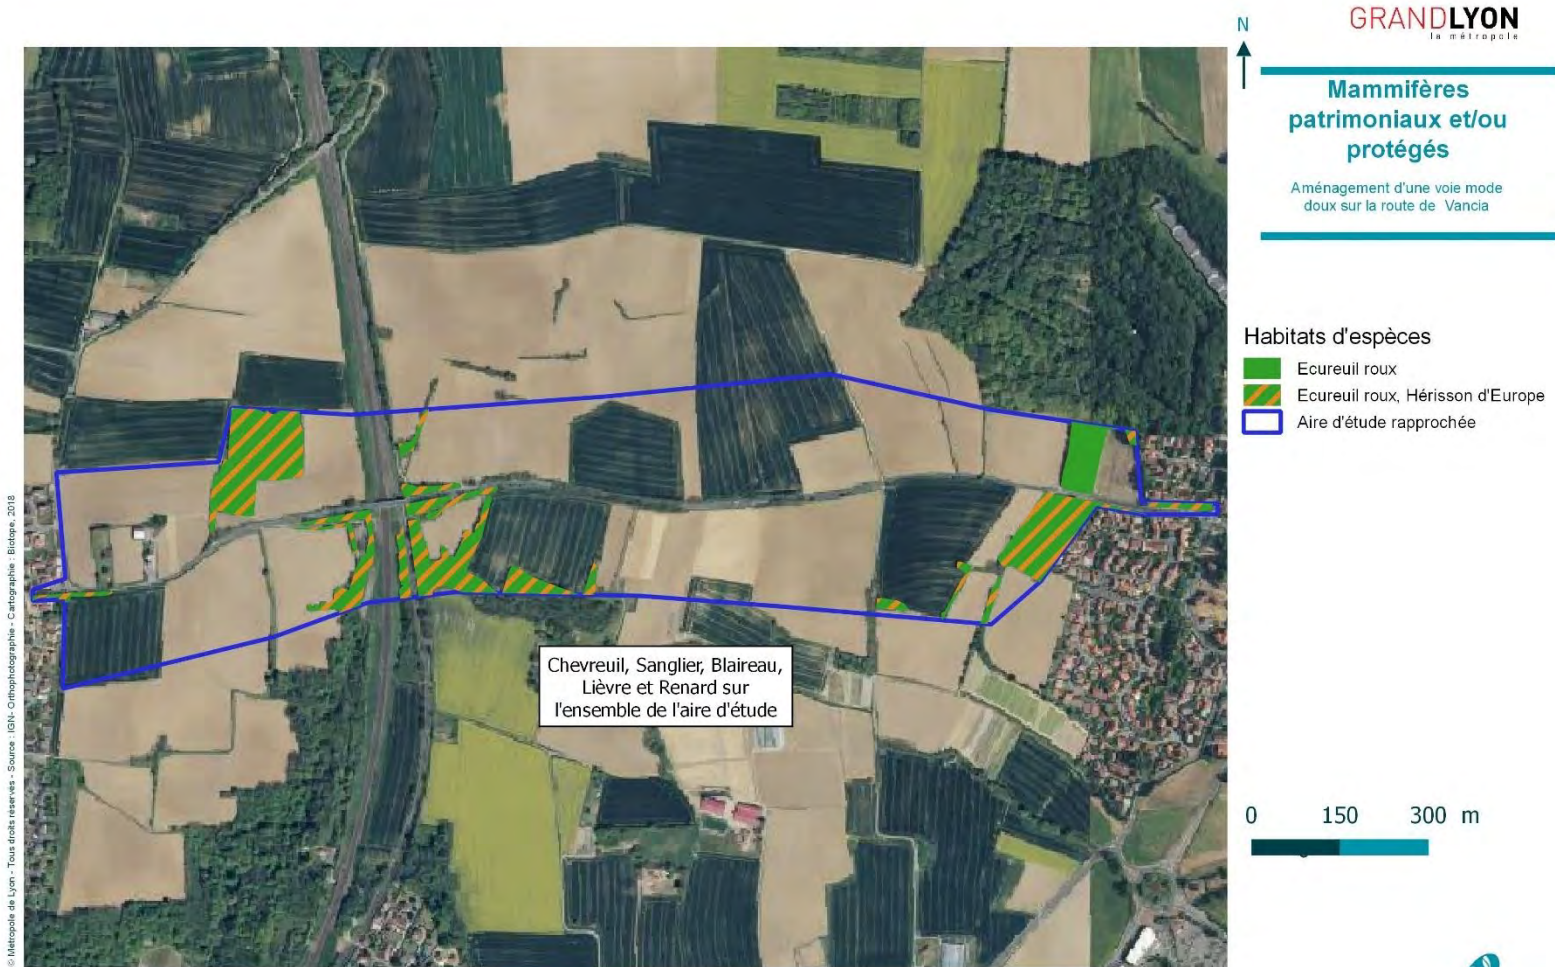 GRANDLYON
la métropole
N
Mammifères
patrimoniaux et/ou
protégés
Aménagement d'une voie mode
doux sur la route de Vancia
Habitats d'espèces
Ecureuil roux
Ecureuil roux, Hérisson d'Europe
Aire d'étude rapprochée
Chevreuil, Sanglier, Blaireau,
Lièvre et Renard sur
l'ensemble de l'aire d'étude
0 150 300 m
© Métropole de Lyon - Tous droits réservés - Source : IGN- Orthophotographie - Cartographie : Biotope, 2018